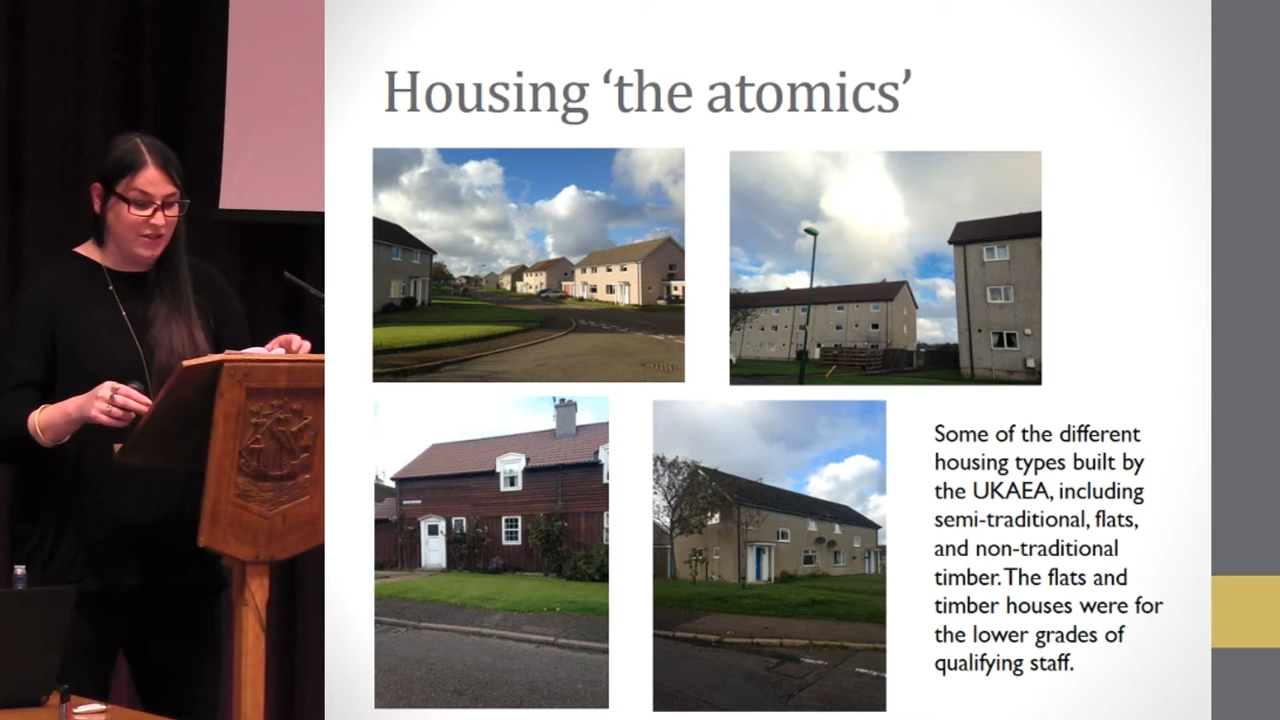 Housing ‘the atomics’
Some of the different
housing types built by
the UKAEA, including
semi-traditional, flats,
and non-traditional
timber. The flats and
timber houses were for
the lower grades of
qualifying staff.